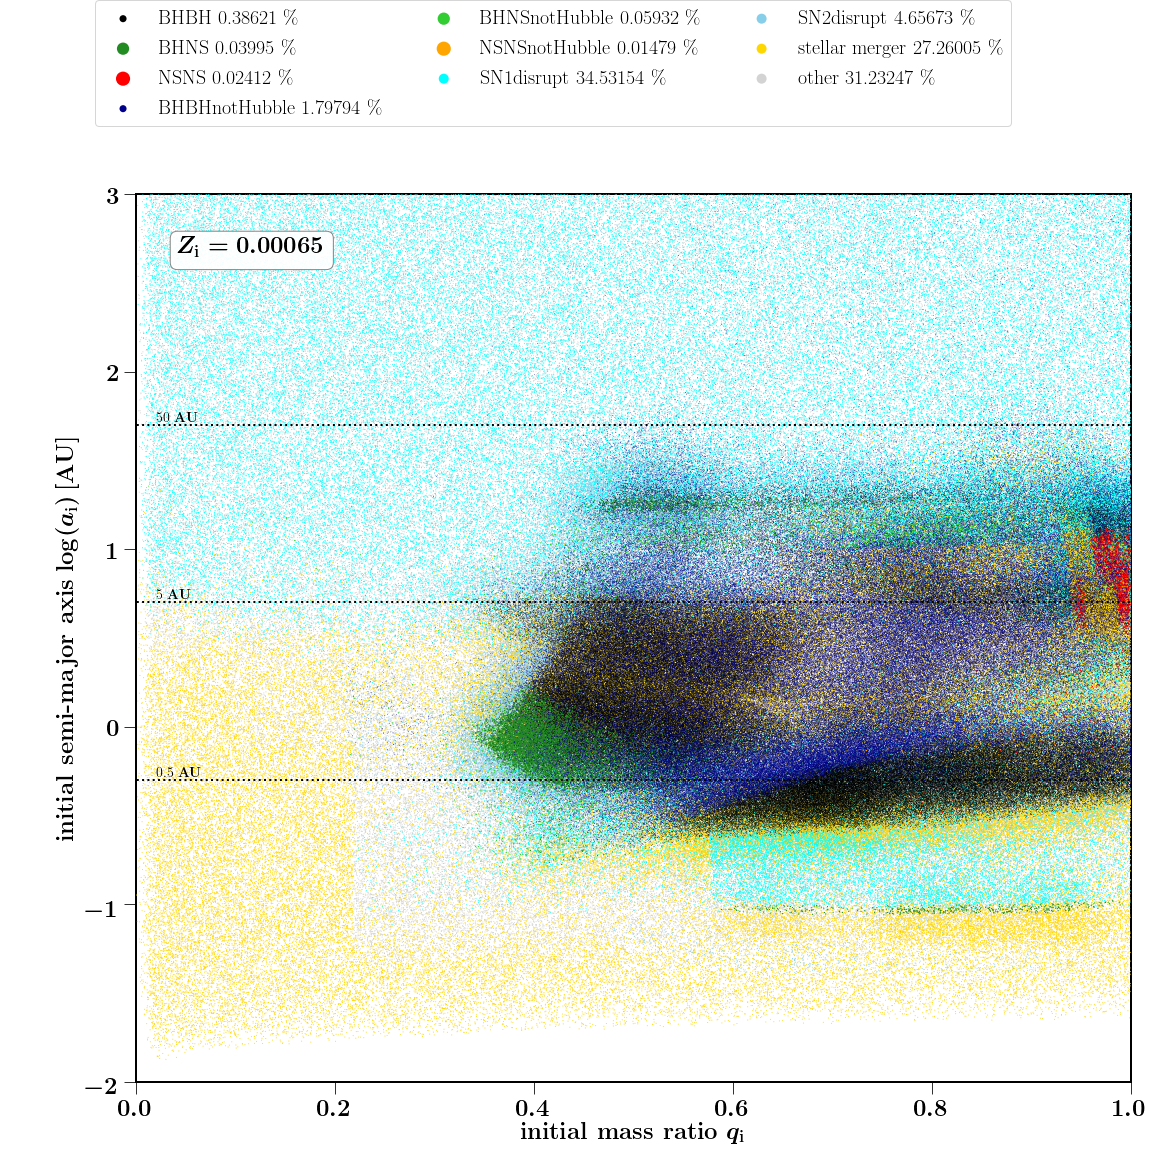 BHBH 0.38621 %
BHNS 0.03995 %
NSNS 0.02412 %
BHBHnotHubble 1.79794 %
BHNSnotHubble 0.05932 %
NSNSnotHubble 0.01479 %
SN1disrupt 34.53154 %
SN2disrupt 4.65673 %
stellar merger 27.26005 %
other 31.23247 %
Zi = 0.00065
50 AU
5 AU
0.5 AU
3
2
1
0
−1
−2
initial semi-major axis log(ai) [AU]
0.0 0.2 0.4 0.6 0.8 1.0
initial mass ratio qi